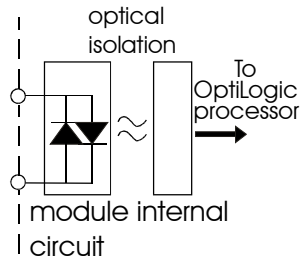 optical
isolation
To
OptiLogic
processor
module internal
circuit